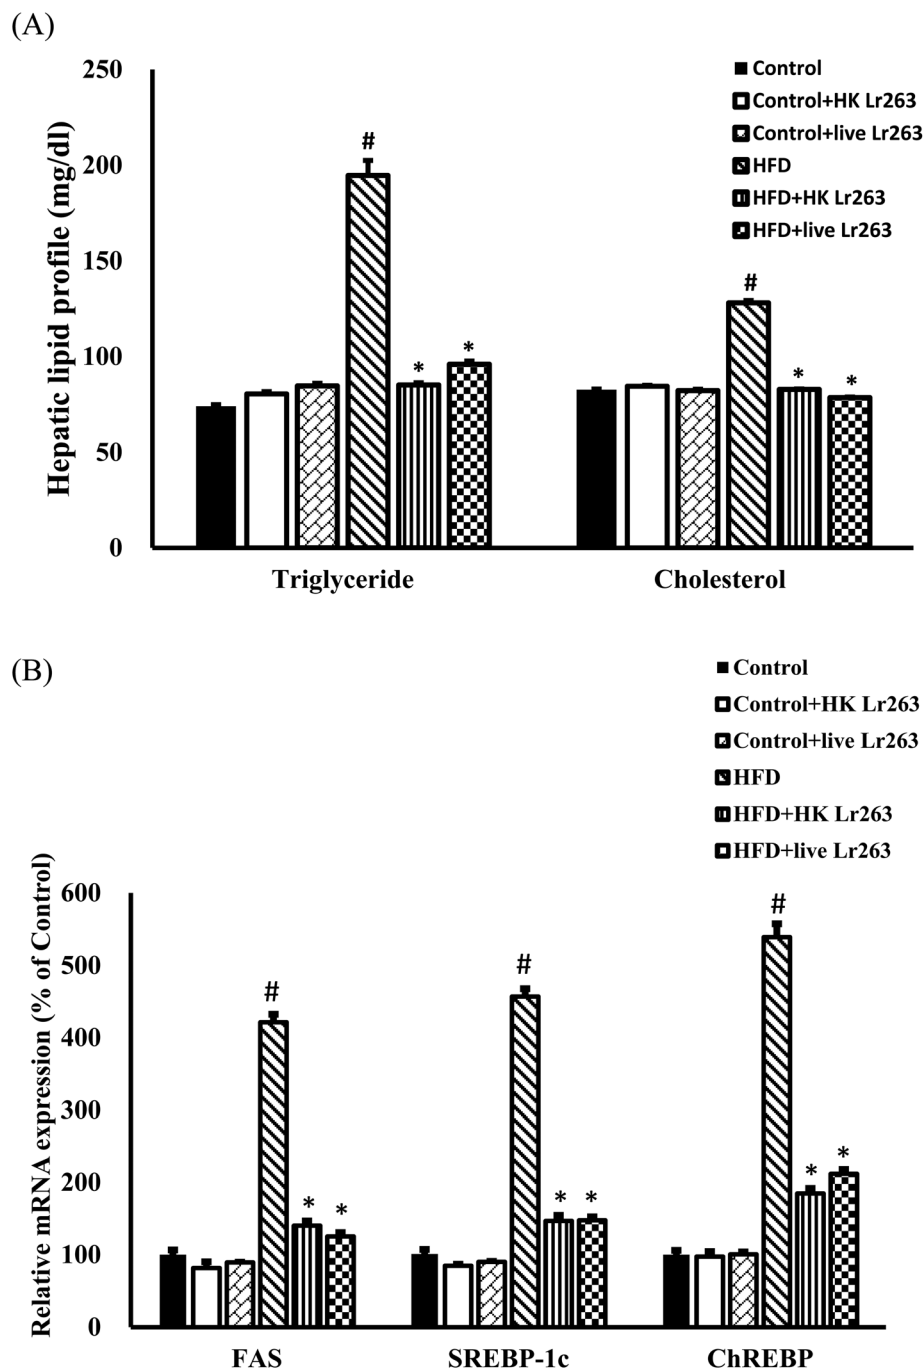 (A)
Hepatic lipid profile (mg/dl)
250
200
150
100
50
0
Control
Control+HK Lr263
Control+live Lr263
HFD
HFD+HK Lr263
HFD+live Lr263
#
*
*
#
*
*
Triglyceride
Cholesterol
(B)
Control
Control+HK Lr263
Control+live Lr263
HFD
HFD+HK Lr263
HFD+live Lr263
Relative mRNA expression (% of Control)
600
500
400
300
200
100
0
#
*
*
#
*
*
#
*
*
FAS
SREBP-1c
ChREBP